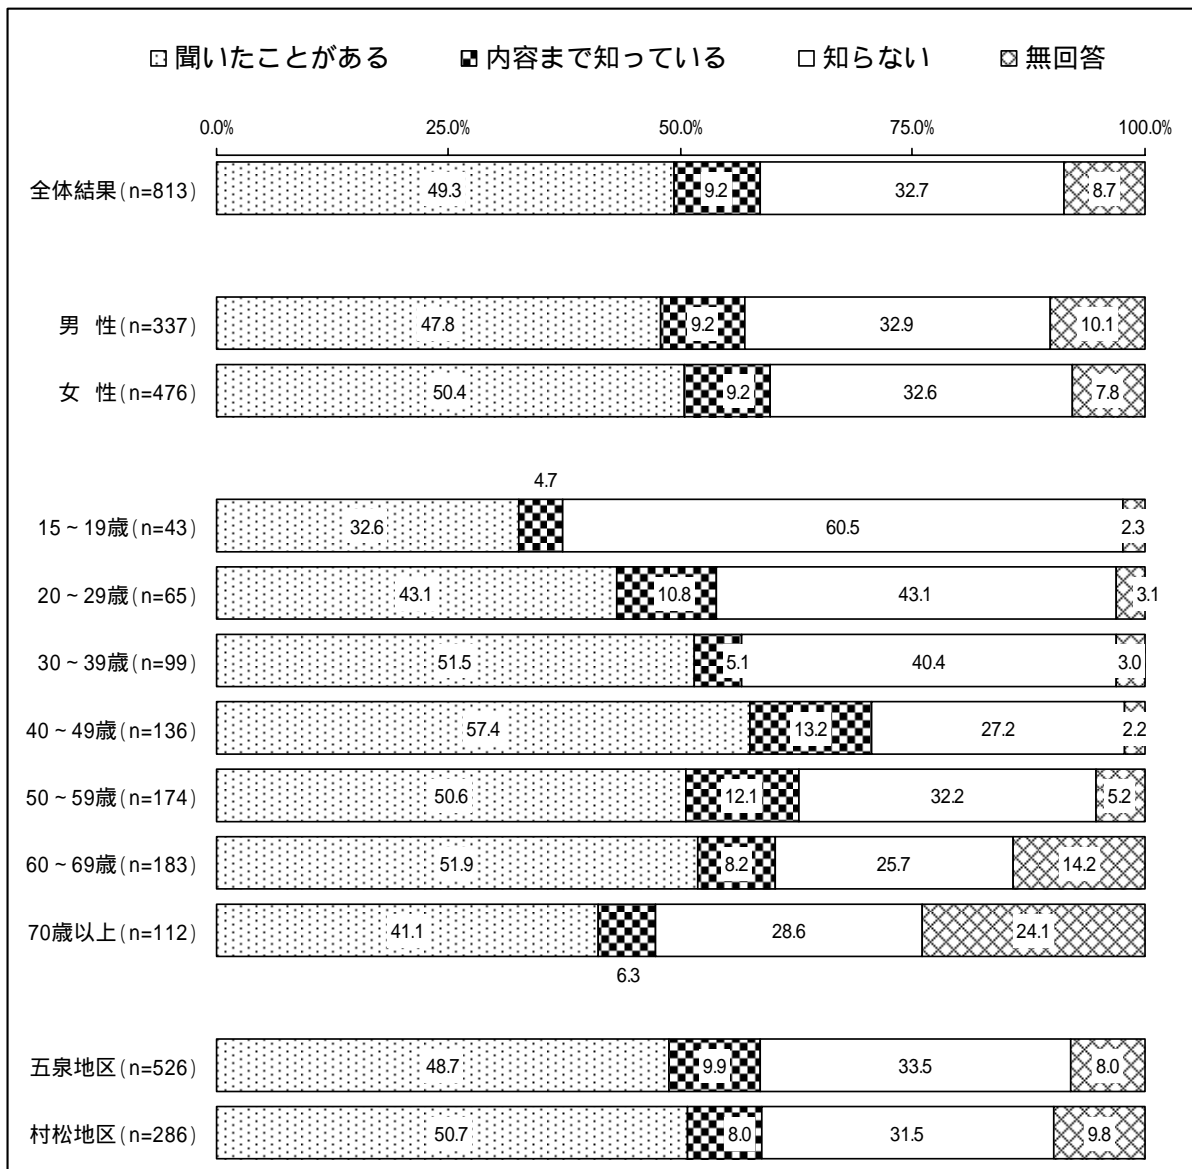 聞いたことがある 内容まで知っている 知らない 無回答
0.0% 25.0% 50.0% 75.0% 100.0%
全体結果(n=813) 49.3 9.2 32.7 8.7
男 性(n=337) 47.8 9.2 32.9 10.1
女 性(n=476) 50.4 9.2 32.6 7.8
4.7
15～19歳(n=43) 32.6 60.5 2.3
20～29歳(n=65) 43.1 10.8 43.1 3.1
30～39歳(n=99) 51.5 5.1 40.4 3.0
40～49歳(n=136) 57.4 13.2 27.2 2.2
50～59歳(n=174) 50.6 12.1 32.2 5.2
60～69歳(n=183) 51.9 8.2 25.7 14.2
70歳以上(n=112) 41.1 28.6 24.1
6.3
五泉地区(n=526) 48.7 9.9 33.5 8.0
村松地区(n=286) 50.7 8.0 31.5 9.8